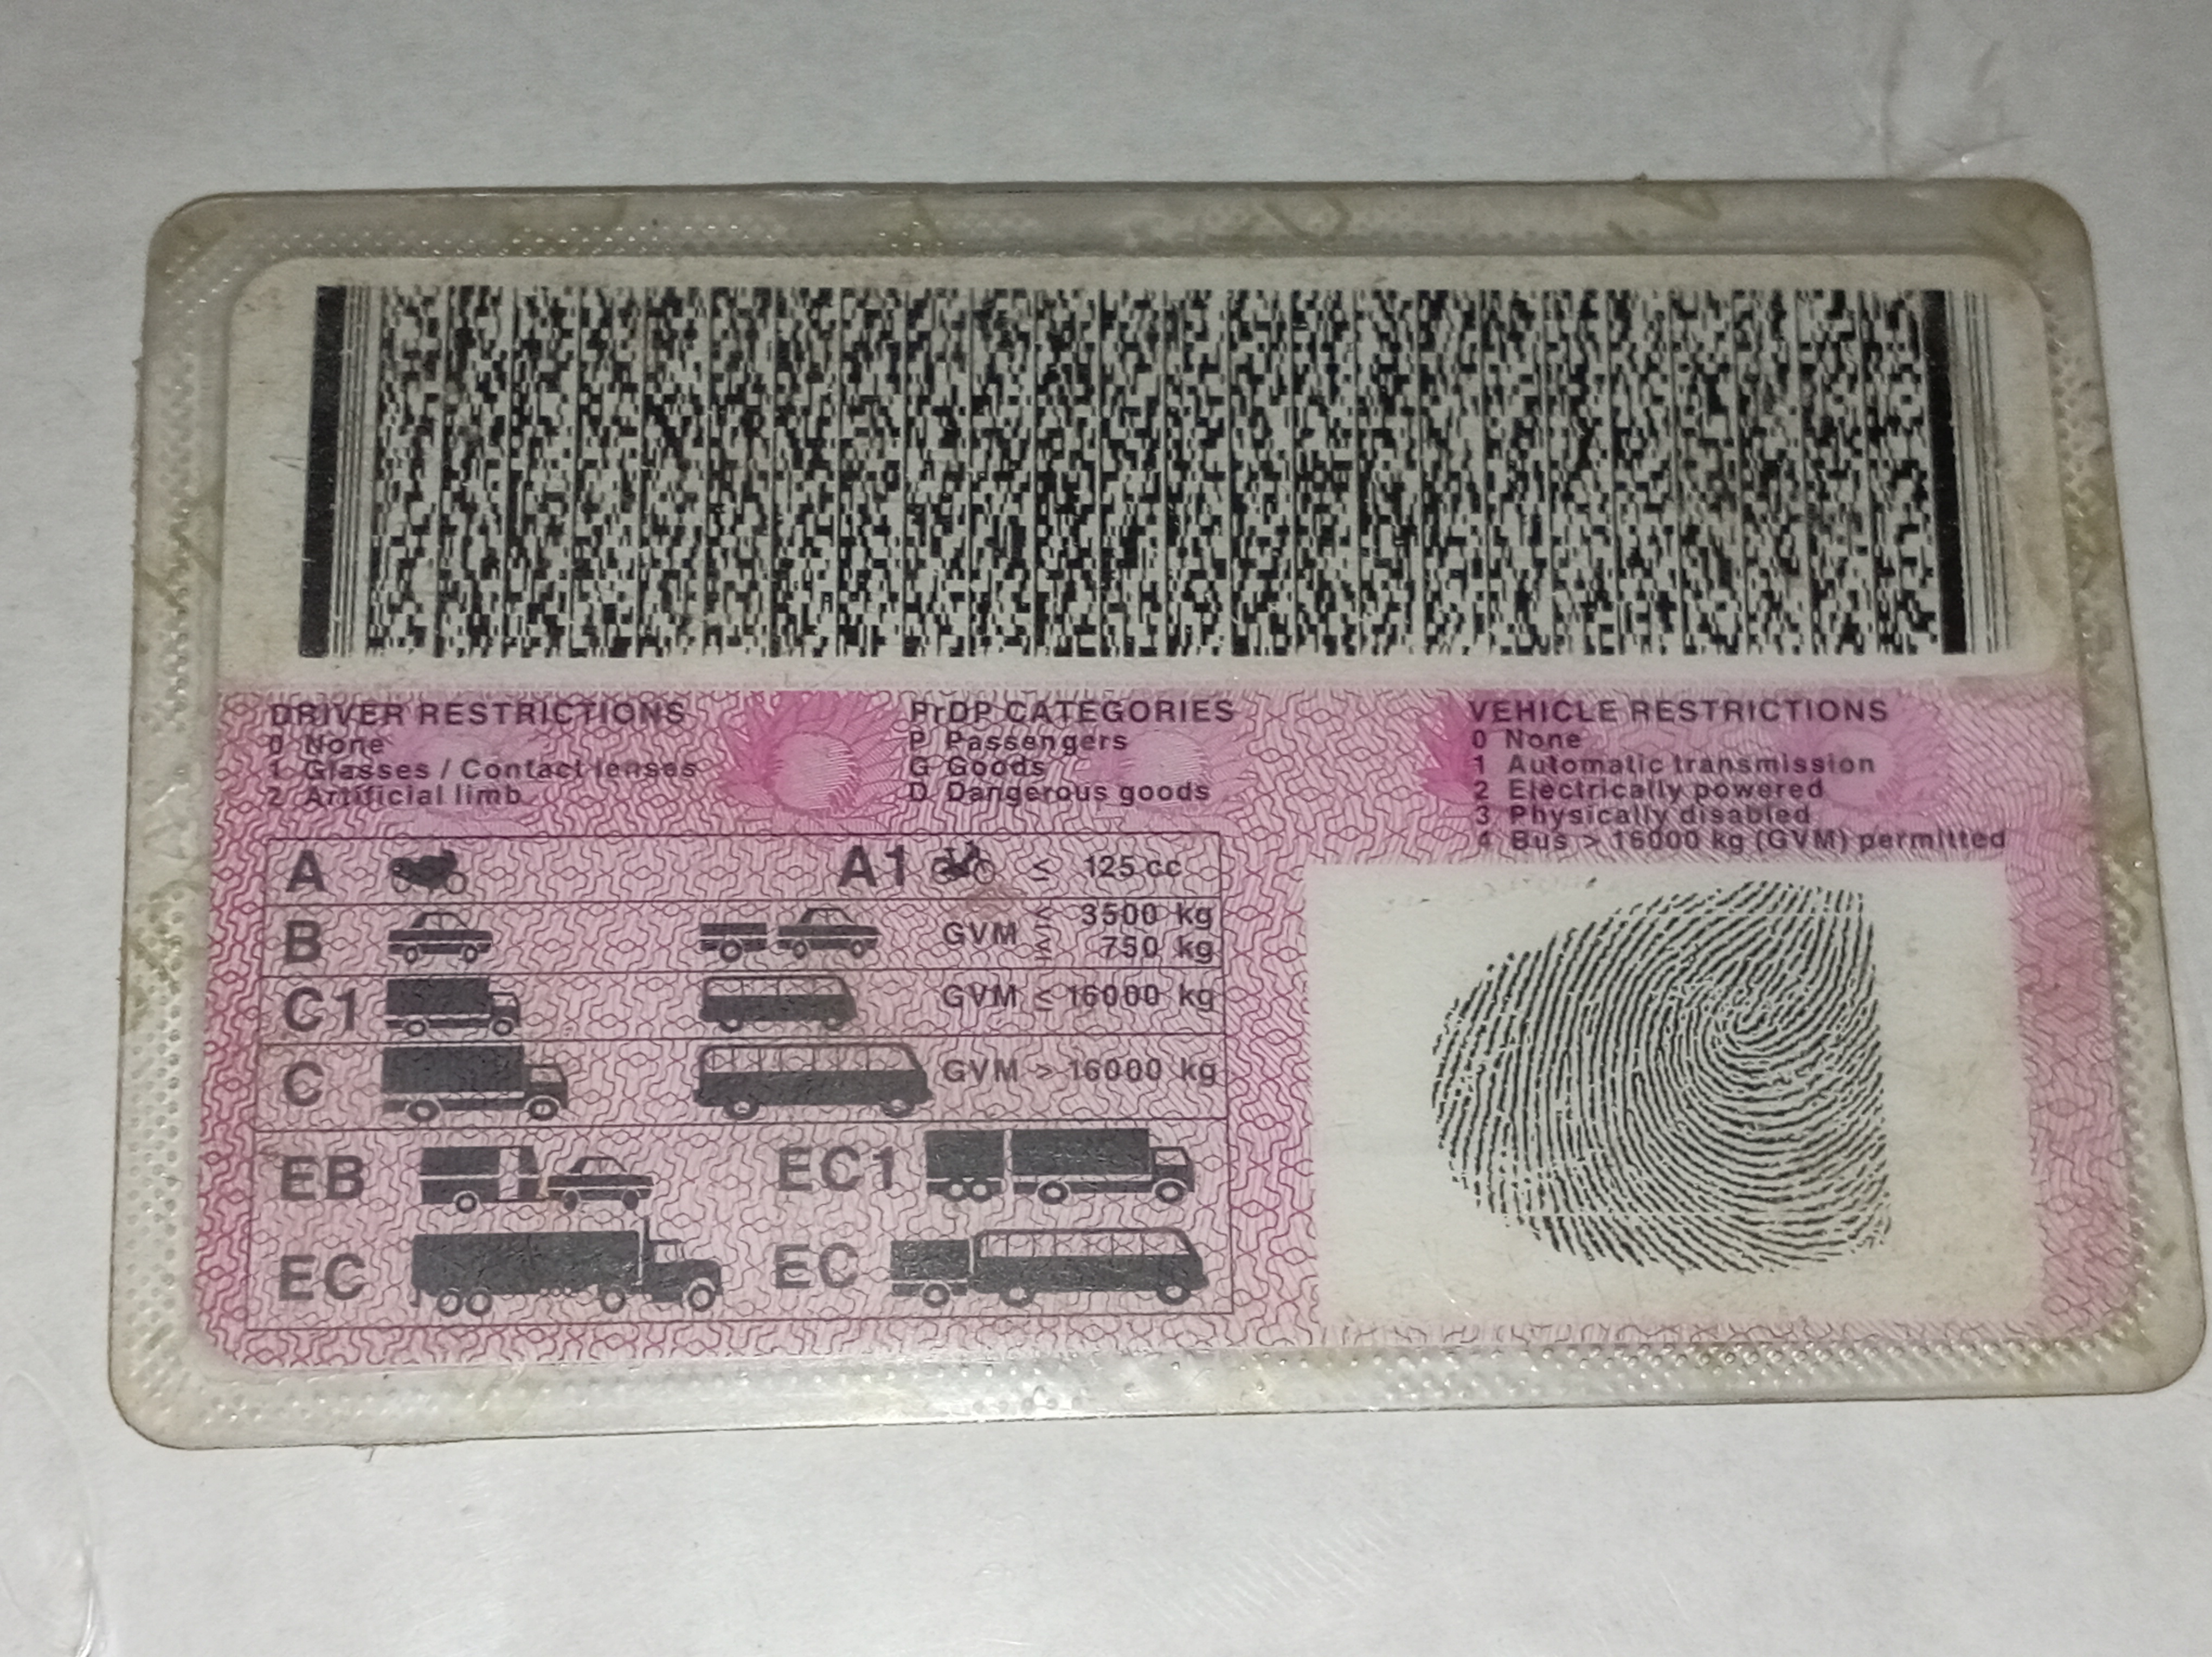 DRIVER RESTRICTIONS
0 None
1 Glasses / Contact lenses
2 Artificial limb
PrDP CATEGORIES
P Passengers
G Goods
D Dangerous goods
VEHICLE RESTRICTIONS
0 None
1 Automatic transmission
2 Electrically powered
3 Physically disabled
4 Bus > 16000 kg (GVM) permitted
A A1 ≤ 125 cc
B GVM ≤ 3500 kg
≤ 750 kg
C1 GVM ≤ 16000 kg
C GVM > 16000 kg
EB EC1
EC EC